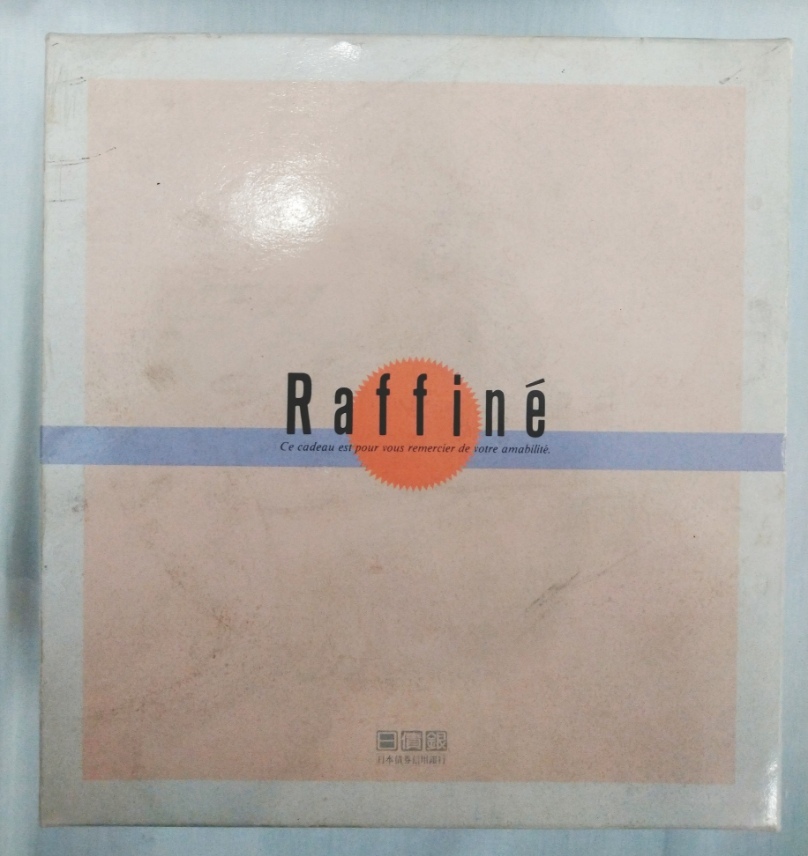 Raffiné
Ce cadeau est pour vous remercier de votre amabilité.
日債銀
日本債券信用銀行